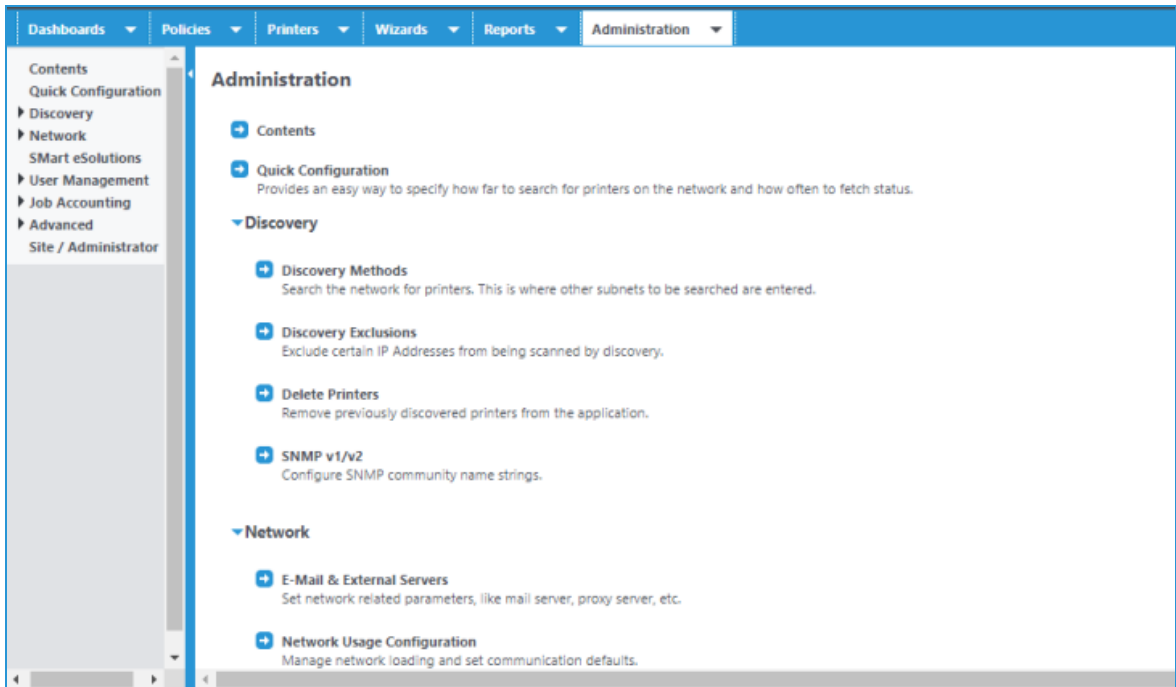 Dashboards
Policies
Printers
Wizards
Reports
Administration
Contents
Quick Configuration
Discovery
Network
SMart eSolutions
User Management
Job Accounting
Advanced
Site / Administrator
Administration
Contents
Quick Configuration
Provides an easy way to specify how far to search for printers on the network and how often to fetch status.
Discovery
Discovery Methods
Search the network for printers. This is where other subnets to be searched are entered.
Discovery Exclusions
Exclude certain IP Addresses from being scanned by discovery.
Delete Printers
Remove previously discovered printers from the application.
SNMP v1/v2
Configure SNMP community name strings.
Network
E-Mail & External Servers
Set network related parameters, like mail server, proxy server, etc.
Network Usage Configuration
Manage network loading and set communication defaults.